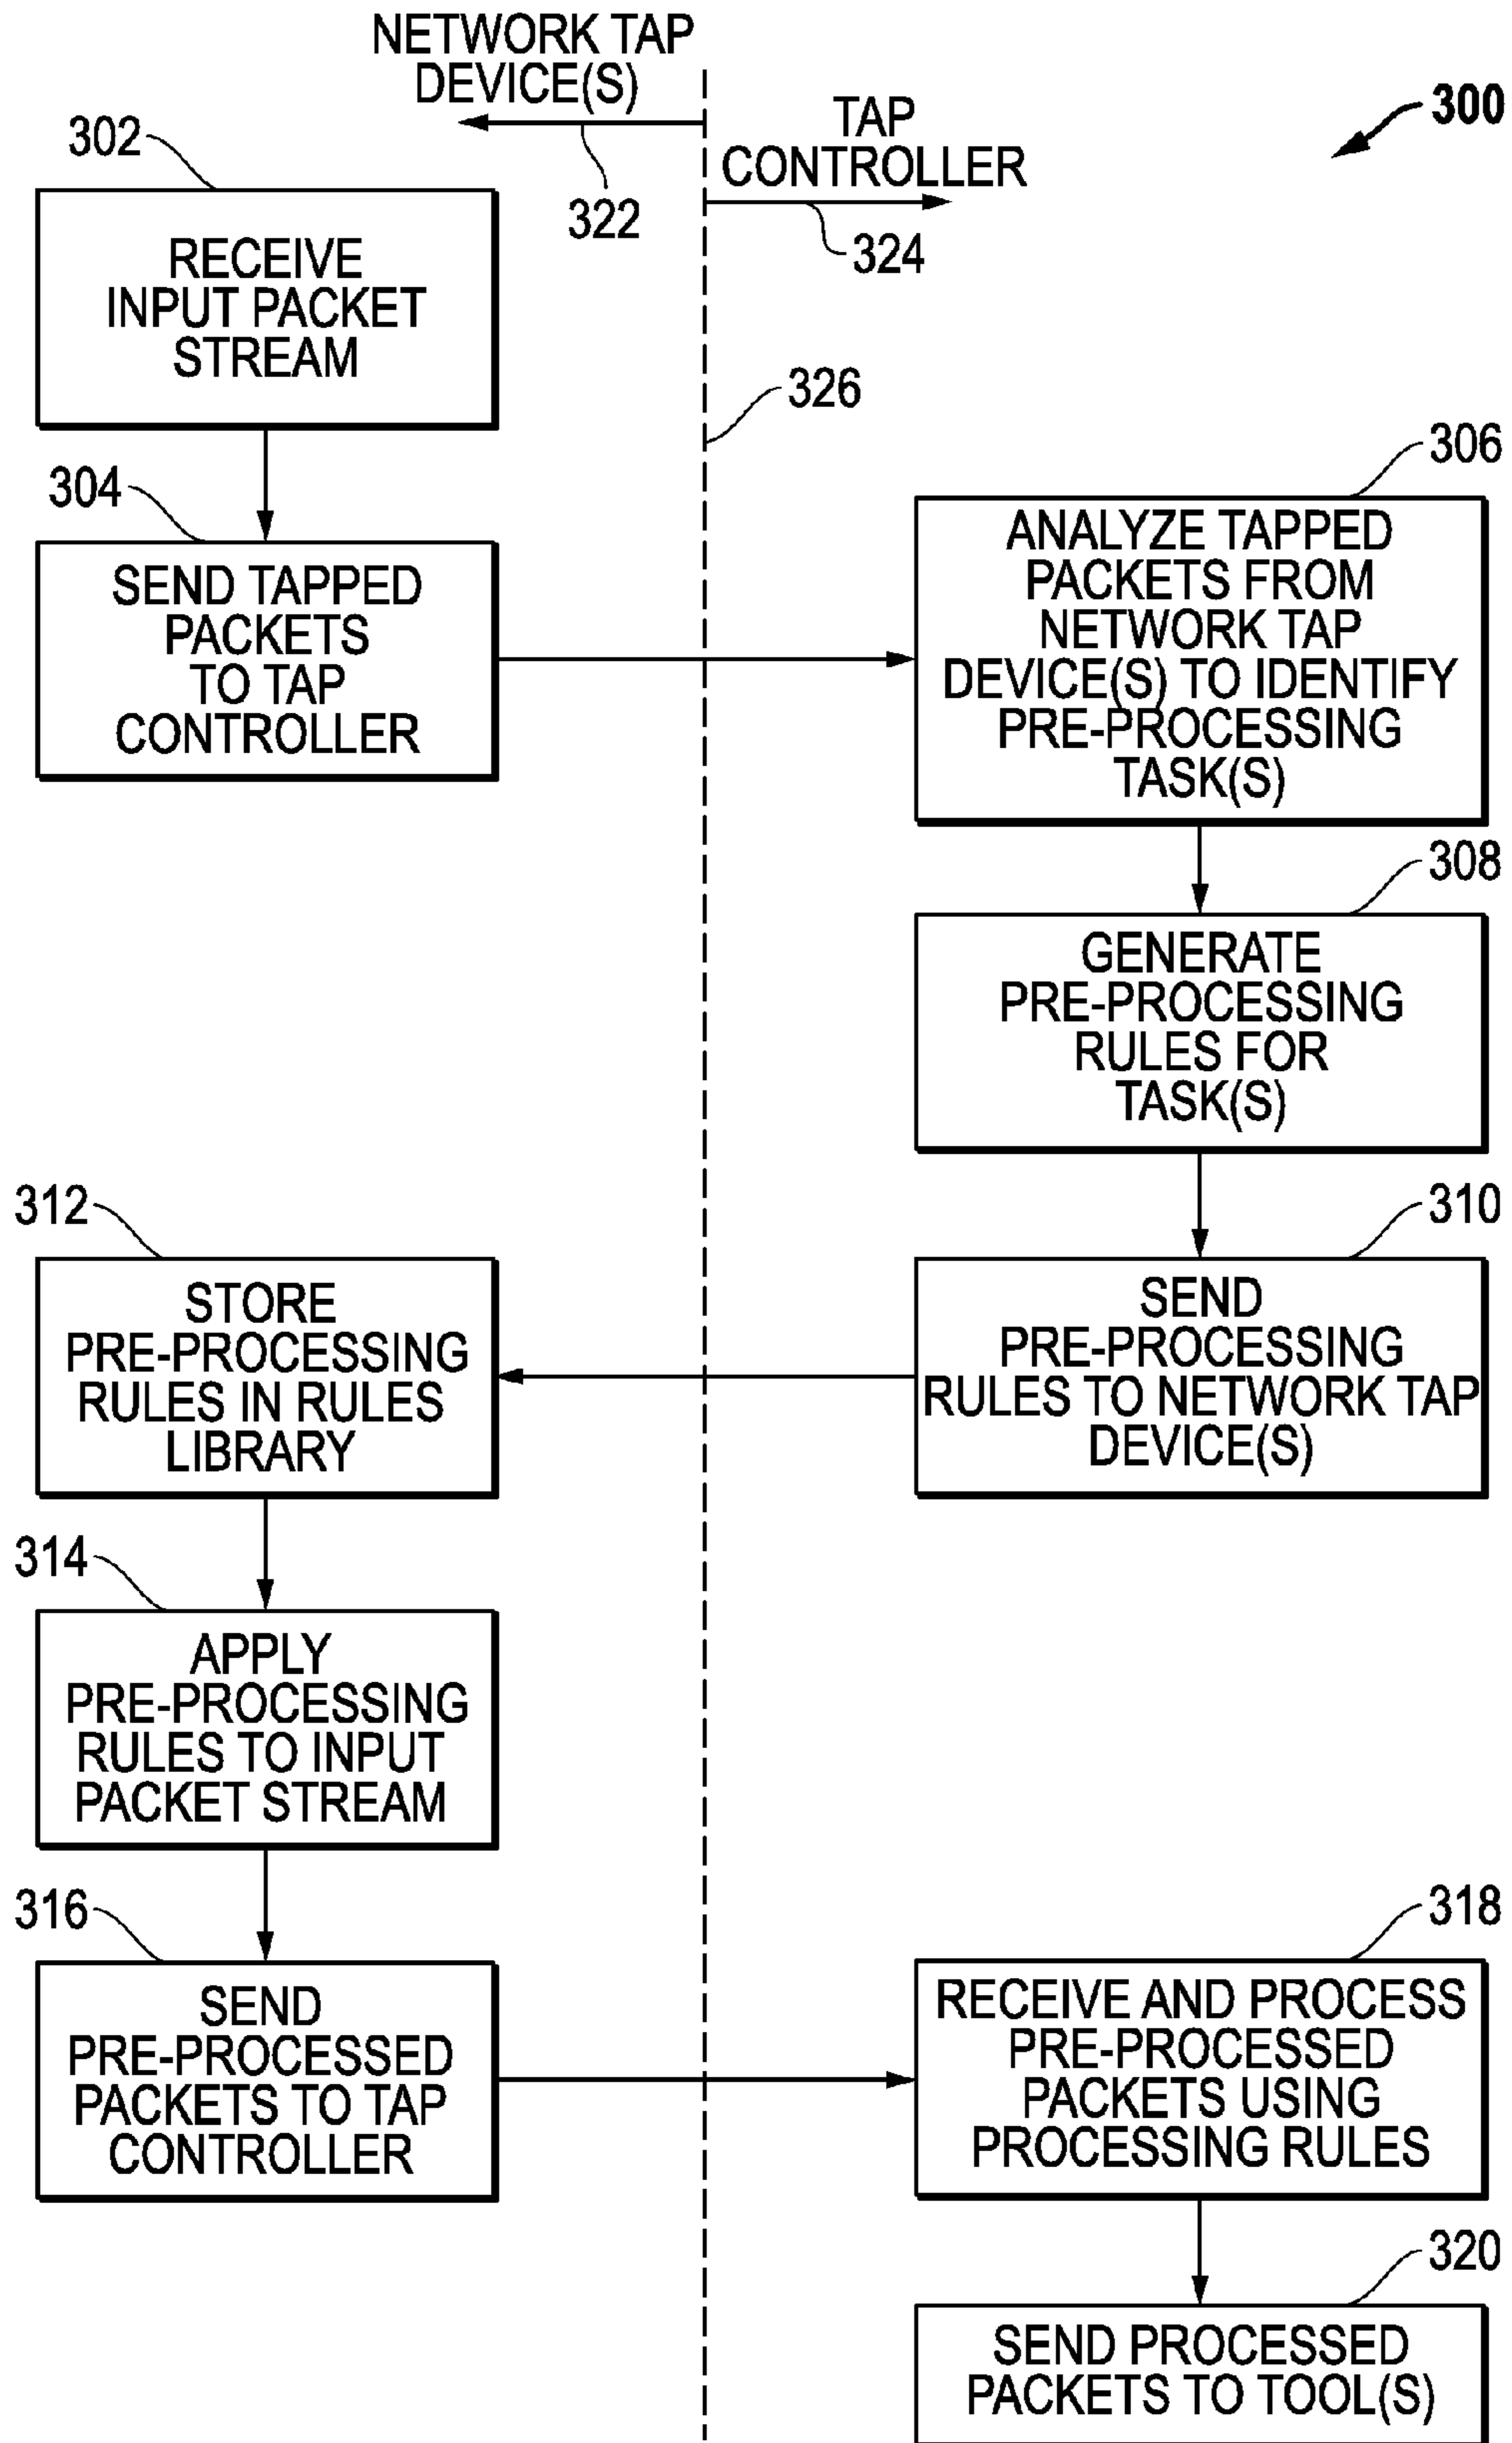 NETWORK TAP
DEVICE(S)
322
TAP
CONTROLLER
324
300
302
RECEIVE
INPUT PACKET
STREAM
326
304
SEND TAPPED
PACKETS
TO TAP
CONTROLLER
306
ANALYZE TAPPED
PACKETS FROM
NETWORK TAP
DEVICE(S) TO IDENTIFY
PRE-PROCESSING
TASK(S)
308
GENERATE
PRE-PROCESSING
RULES FOR
TASK(S)
310
SEND
PRE-PROCESSING
RULES TO NETWORK TAP
DEVICE(S)
312
STORE
PRE-PROCESSING
RULES IN RULES
LIBRARY
314
APPLY
PRE-PROCESSING
RULES TO INPUT
PACKET STREAM
316
SEND
PRE-PROCESSED
PACKETS TO TAP
CONTROLLER
318
RECEIVE AND PROCESS
PRE-PROCESSED
PACKETS USING
PROCESSING RULES
320
SEND PROCESSED
PACKETS TO TOOL(S)